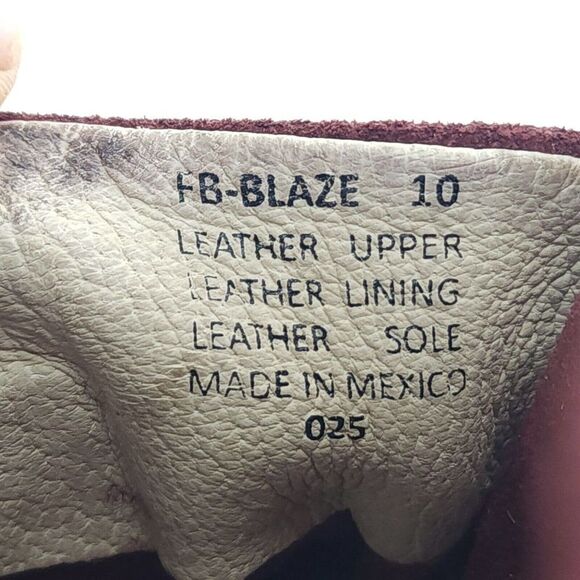 FB-BLAZE 10
LEATHER UPPER
LEATHER LINING
LEATHER SOLE
MADE IN MEXICO
025